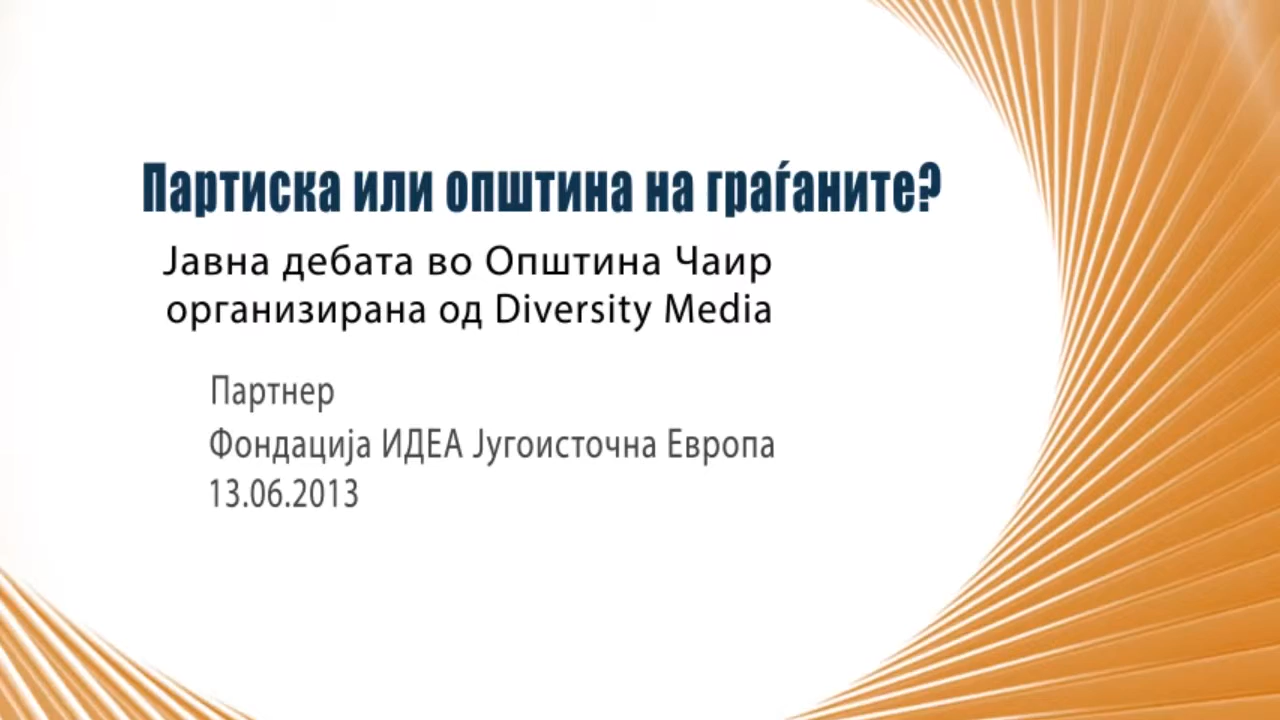 Партиска или општина на граѓаните?
Јавна дебата во Општина Чаир
организирана од Diversity Media
Партнер
Фондација ИДЕА Југоисточна Европа
13.06.2013